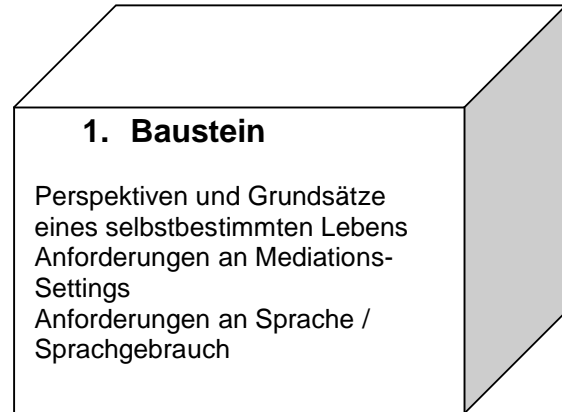 1. Baustein
Perspektiven und Grundsätze
eines selbstbestimmten Lebens
Anforderungen an Mediations-
Settings
Anforderungen an Sprache /
Sprachgebrauch